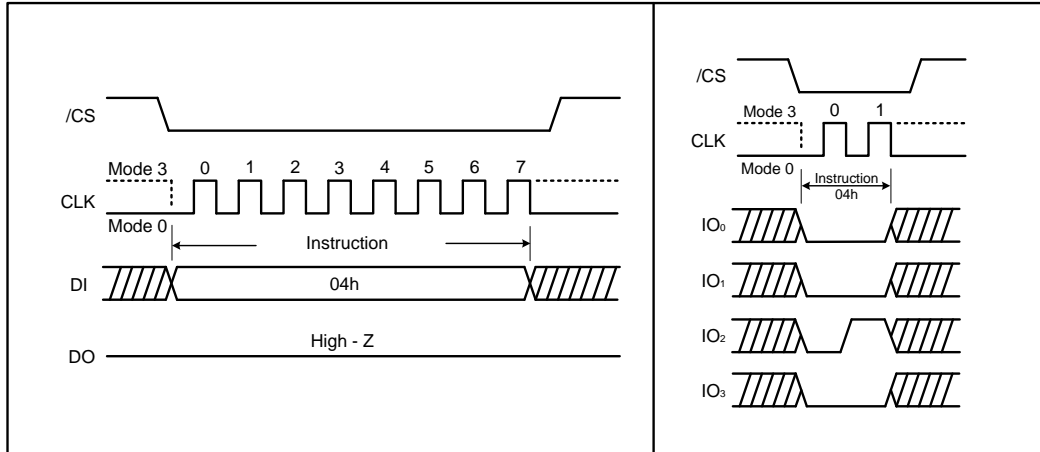 /CS
Mode 3
0 1 2 3 4 5 6 7
CLK
Mode 0
Instruction
DI
04h
High - Z
DO
/CS
Mode 3
0 1
CLK
Mode 0
Instruction
04h
IO0
IO1
IO2
IO3